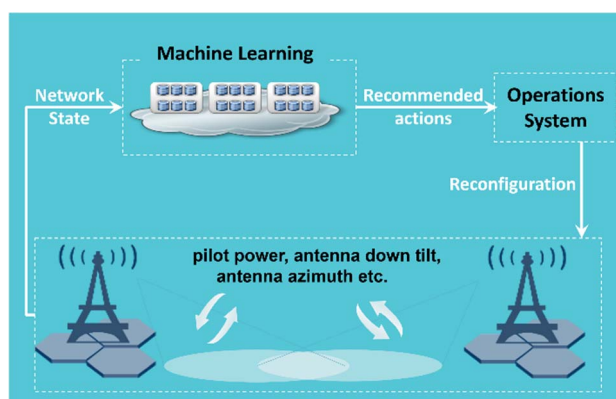 Machine Learning
Network
State
Recommended
actions
Operations
System
Reconfiguration
pilot power, antenna down tilt,
antenna azimuth etc.